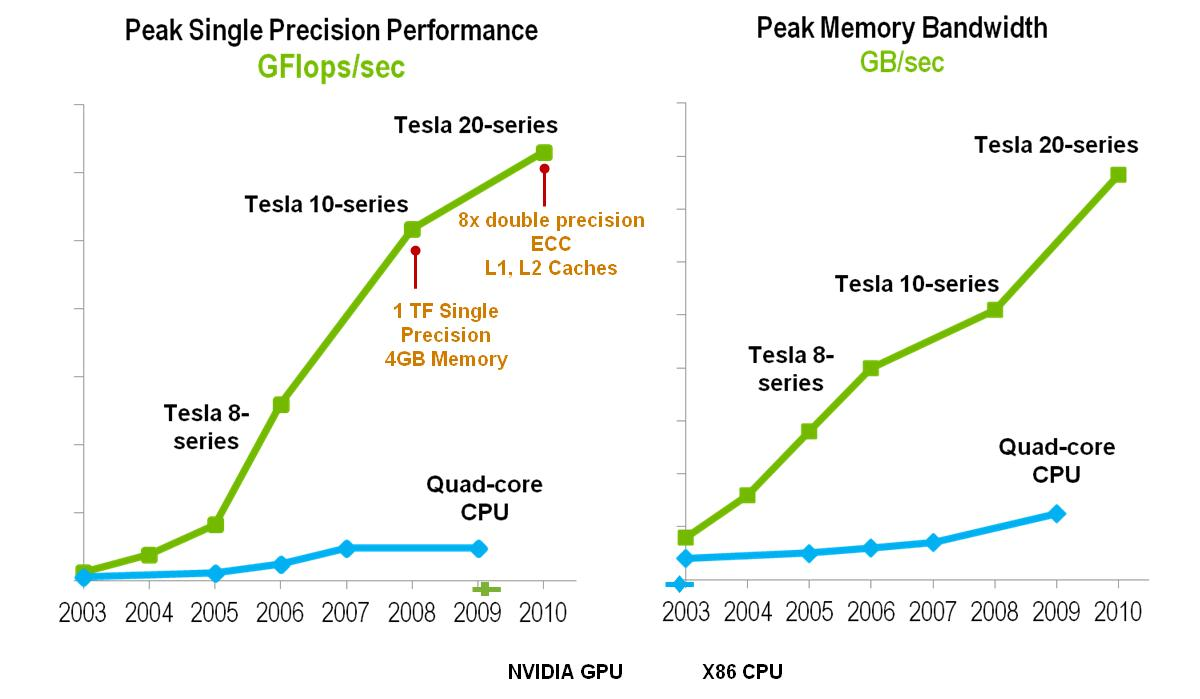 Peak Single Precision Performance
GFlops/sec
Tesla 20-series
Tesla 10-series
8x double precision
ECC
L1, L2 Caches
1 TF Single
Precision
4GB Memory
Tesla 8-
series
Quad-core
CPU
2003 2004 2005 2006 2007 2008 2009 2010
Peak Memory Bandwidth
GB/sec
Tesla 20-series
Tesla 10-series
Tesla 8-
series
Quad-core
CPU
2003 2004 2005 2006 2007 2008 2009 2010
NVIDIA GPU
X86 CPU